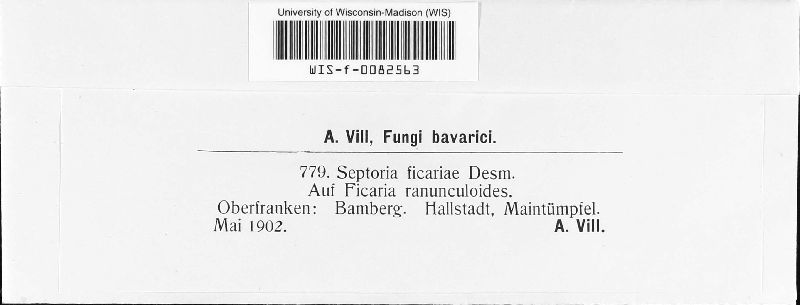 University of Wisconsin-Madison (WIS)
WIS-f-0082563
A. Vill, Fungi bavarici.
779. Septoria ficariae Desm.
Auf Ficaria ranunculoides.
Oberfranken: Bamberg. Hallstadt, Maintümpfel.
Mai 1902. A. Vill.